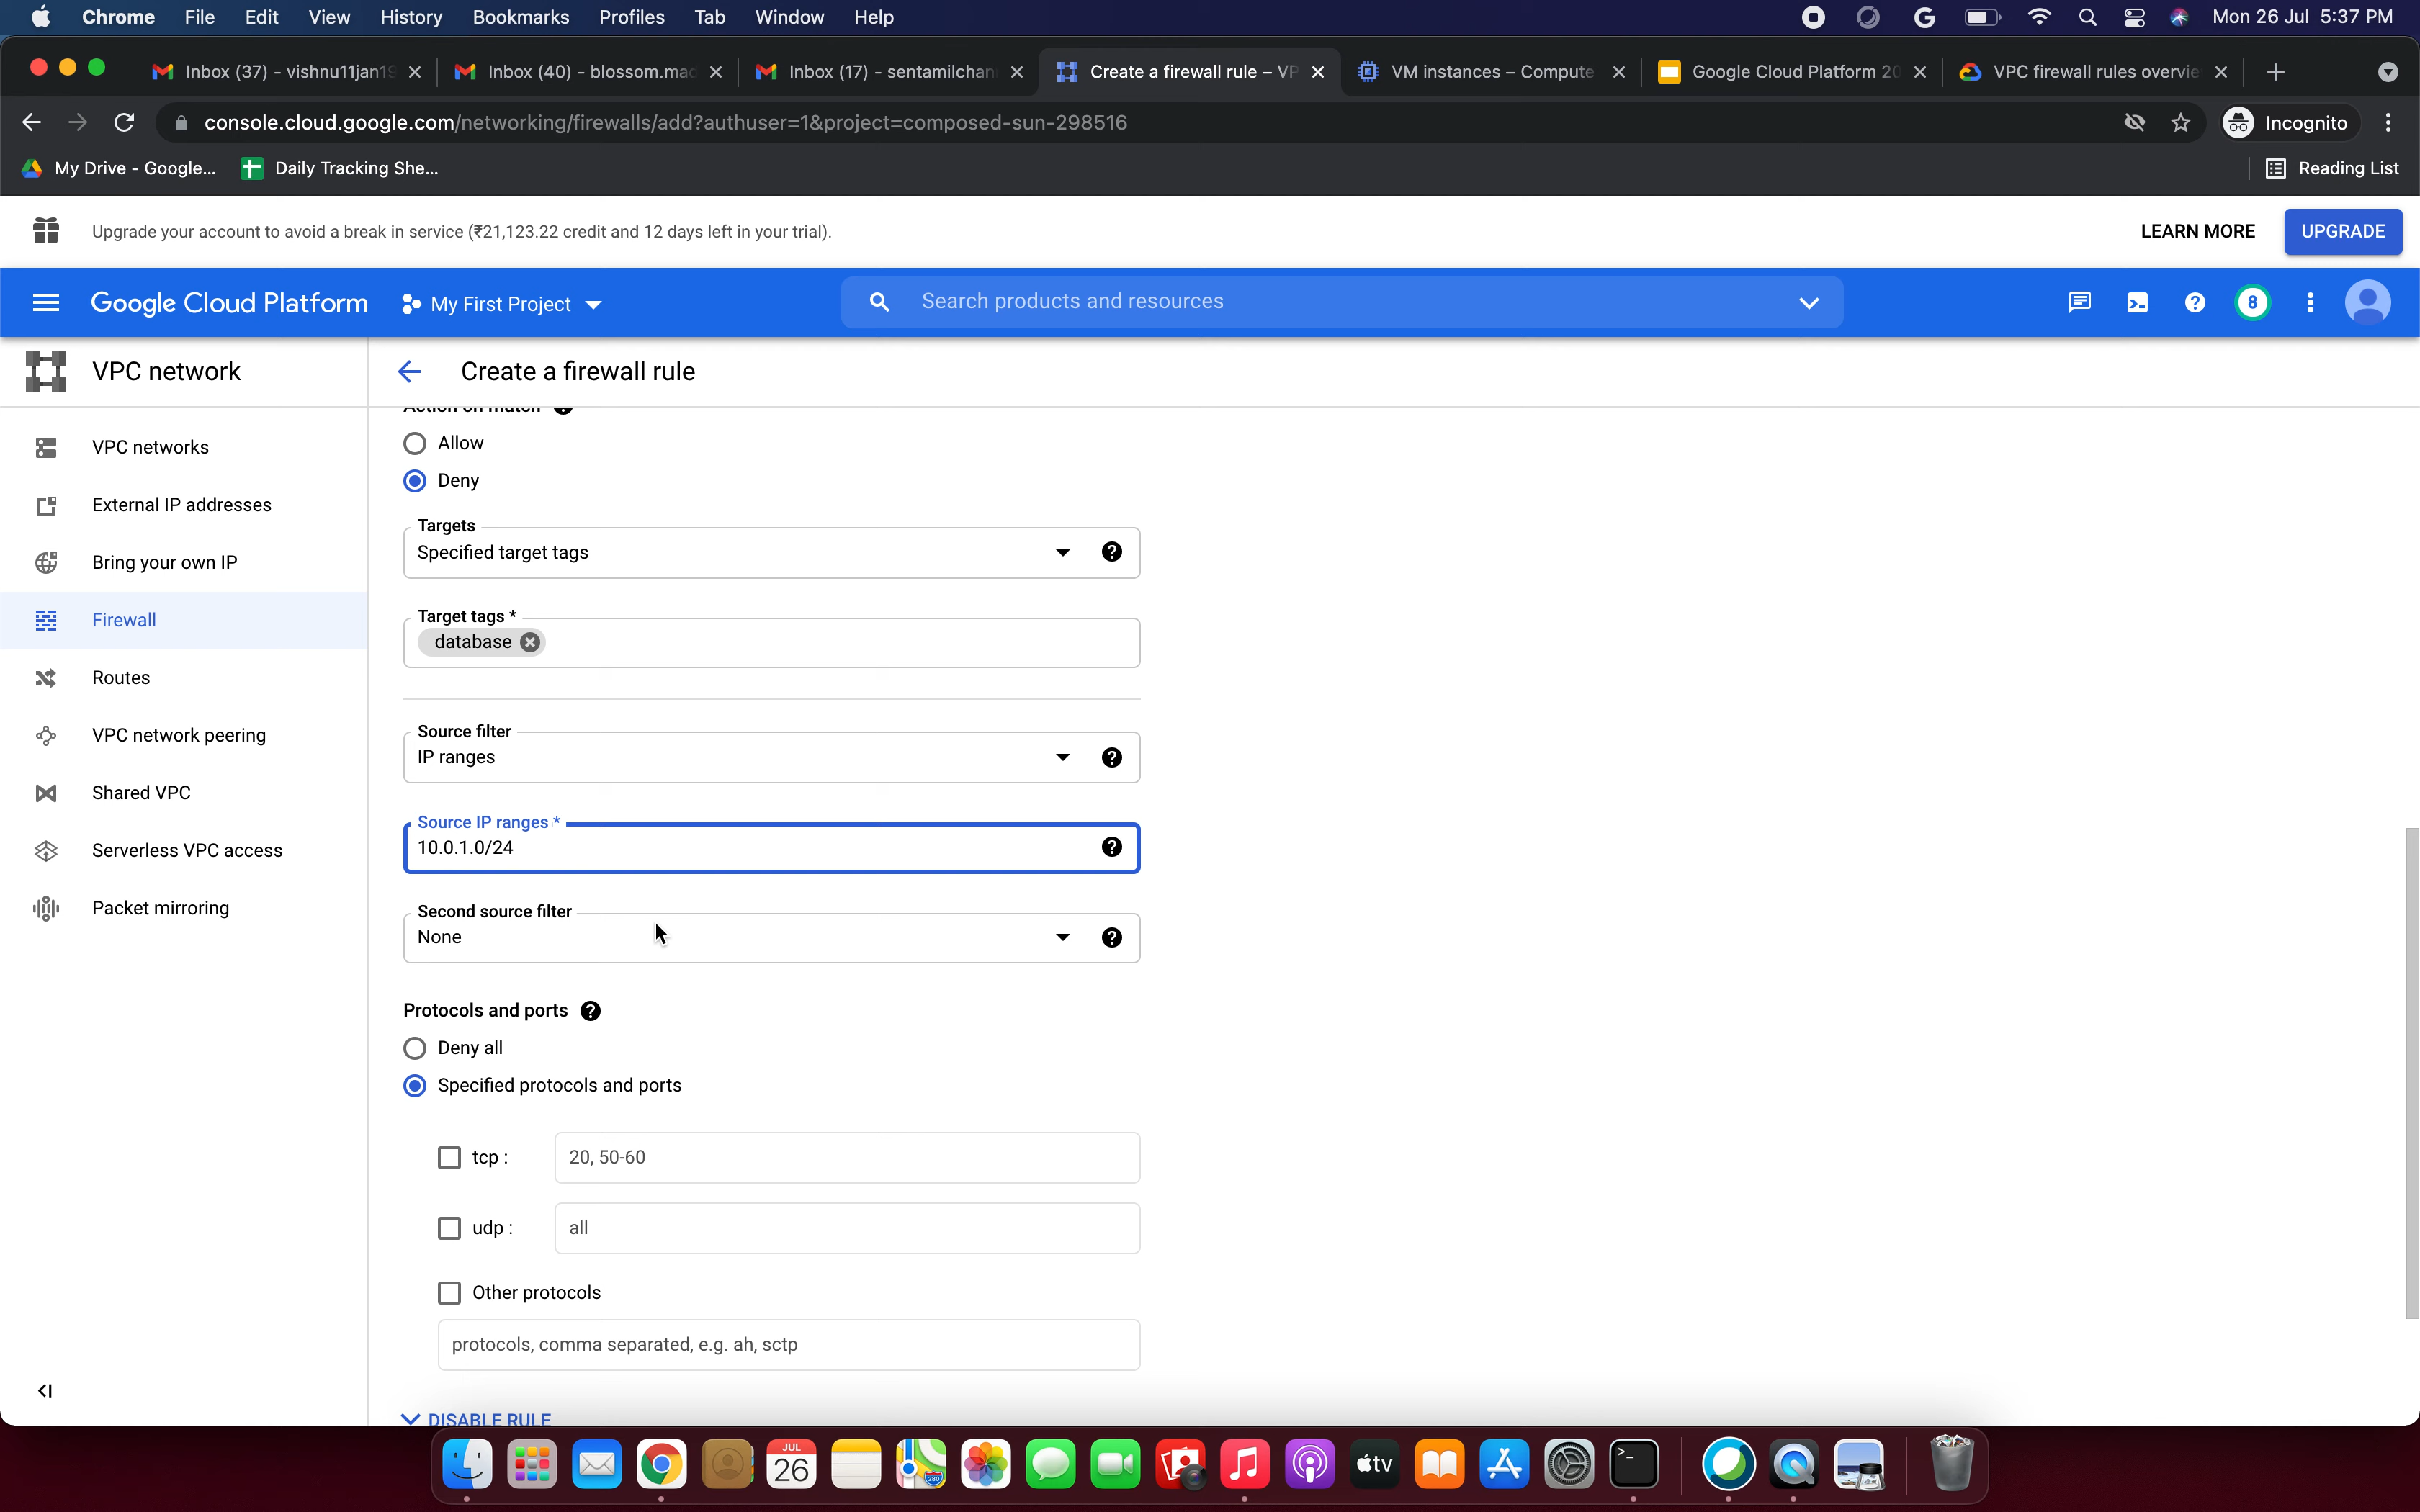 Chrome File Edit View History Bookmarks Profiles Tab Window Help Mon 26 Jul 5:37 PM
Inbox (37) - vishnu11jan19 Inbox (40) - blossom.mad Inbox (17) - sentamilchan Create a firewall rule – VP VM instances – Compute Google Cloud Platform 20 VPC firewall rules overvie
console.cloud.google.com/networking/firewalls/add?authuser=1&project=composed-sun-298516 Incognito
My Drive - Google... Daily Tracking She... Reading List
Upgrade your account to avoid a break in service (₹21,123.22 credit and 12 days left in your trial). LEARN MORE UPGRADE
Google Cloud Platform My First Project Search products and resources 8
VPC network Create a firewall rule
Action on match
VPC networks
External IP addresses
Bring your own IP
Firewall
Routes
VPC network peering
Shared VPC
Serverless VPC access
Packet mirroring
Allow
Deny
Targets
Specified target tags
Target tags *
database
Source filter
IP ranges
Source IP ranges *
10.0.1.0/24
Second source filter
None
Protocols and ports
Deny all
Specified protocols and ports
tcp : 20, 50-60
udp : all
Other protocols
protocols, comma separated, e.g. ah, sctp
DISABLE RULE
JUL
26
tv
280